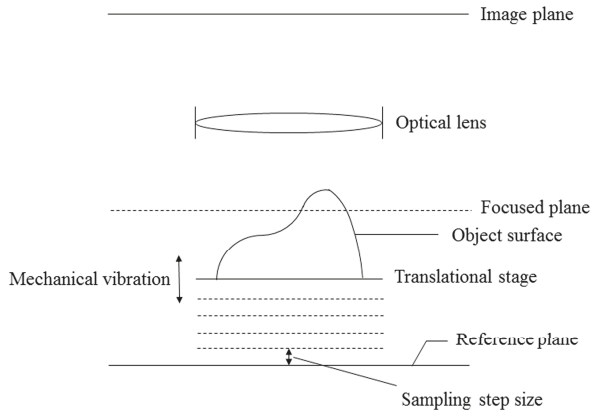 Image plane
Optical lens
Focused plane
Object surface
Mechanical vibration
Translational stage
Reference plane
Sampling step size